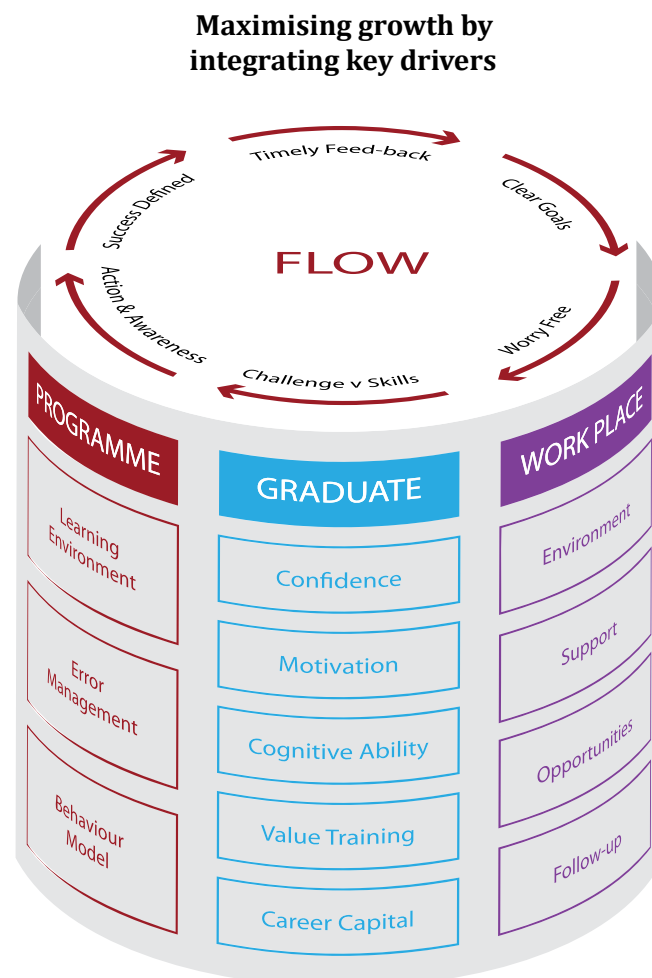 Maximising growth by
integrating key drivers
Timely Feed-back
Clear Goals
Worry Free
Challenge v Skills
Action & Awareness
Success Defined
FLOW
PROGRAMME
Learning
Environment
Error
Management
Behaviour
Model
GRADUATE
Confidence
Motivation
Cognitive Ability
Value Training
Career Capital
WORK PLACE
Environment
Support
Opportunities
Follow-up